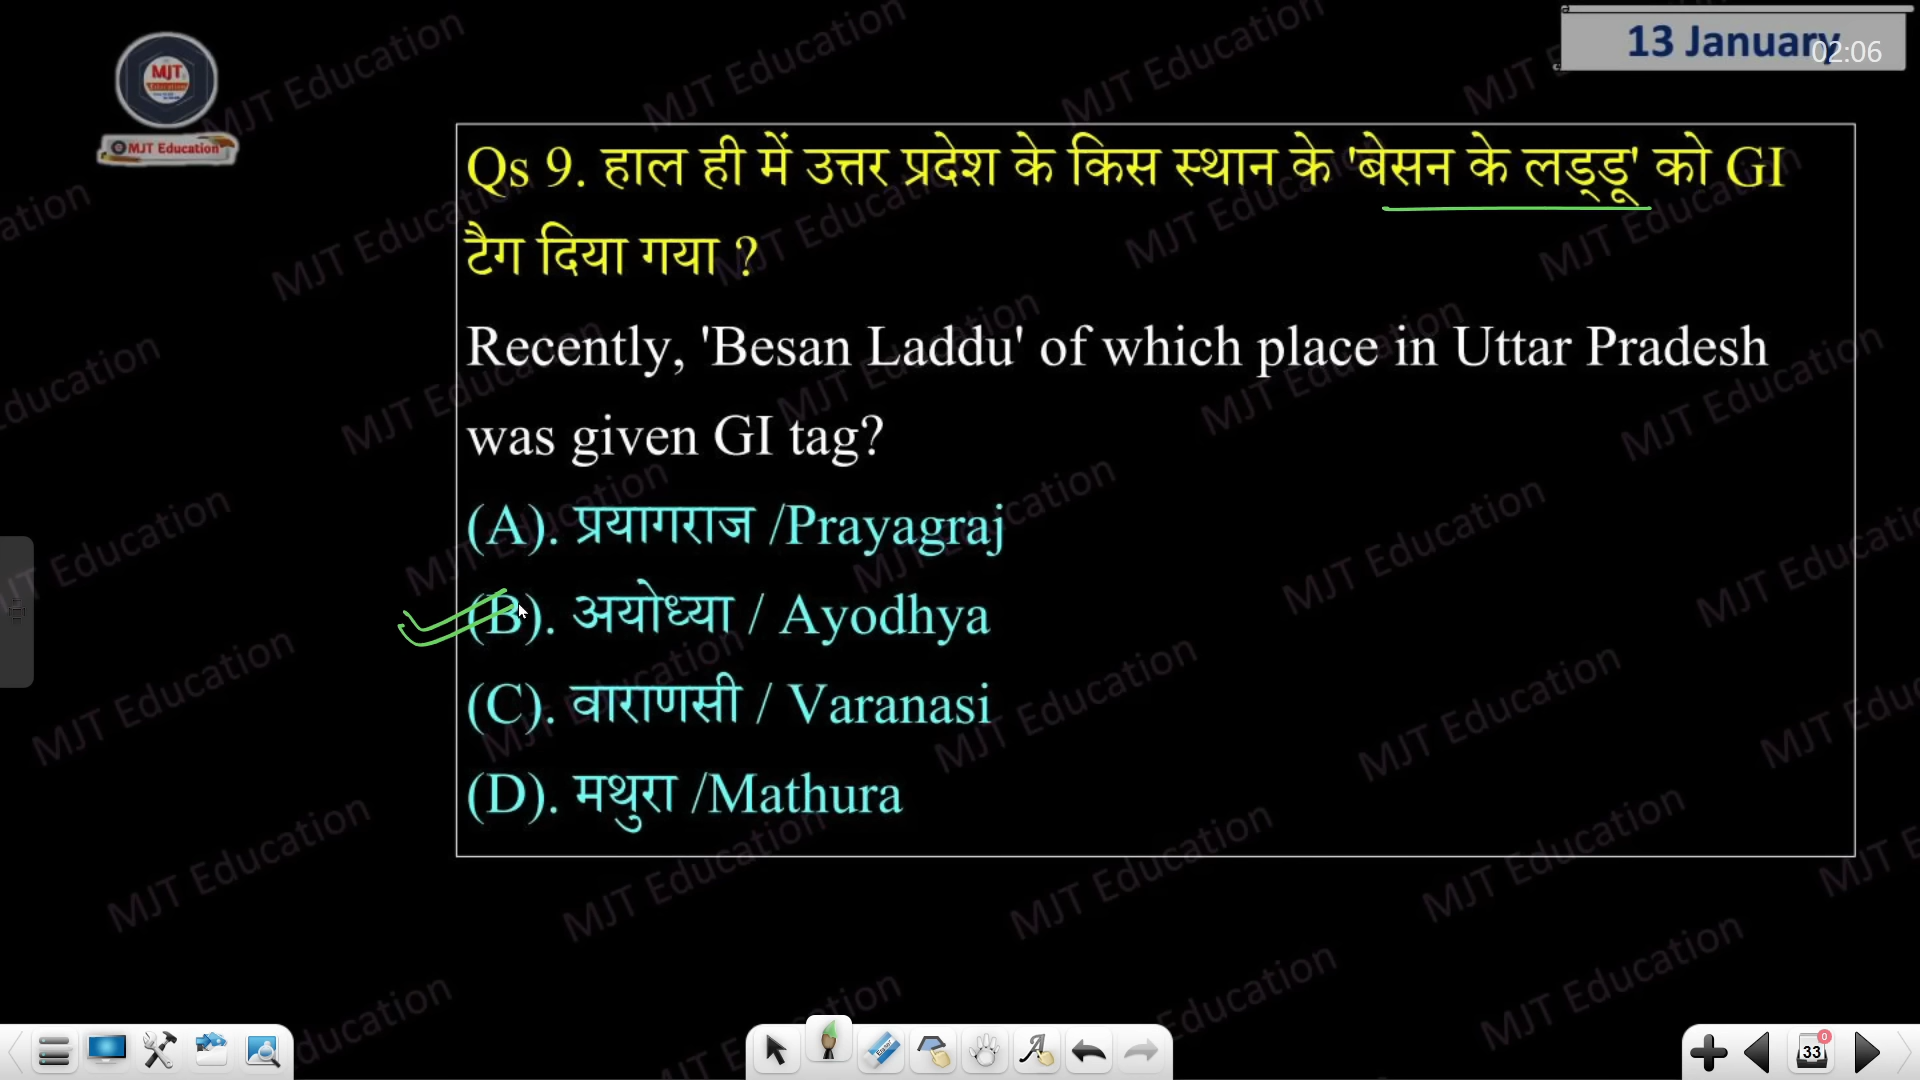 13 January
02:06
MJT
MJT Education
Qs 9. हाल ही में उत्तर प्रदेश के किस स्थान के 'बेसन के लड्डू' को GI
टैग दिया गया ?
Recently, 'Besan Laddu' of which place in Uttar Pradesh
was given GI tag?
(A). प्रयागराज /Prayagraj
(B). अयोध्या / Ayodhya
(C). वाराणसी / Varanasi
(D). मथुरा /Mathura
33
0